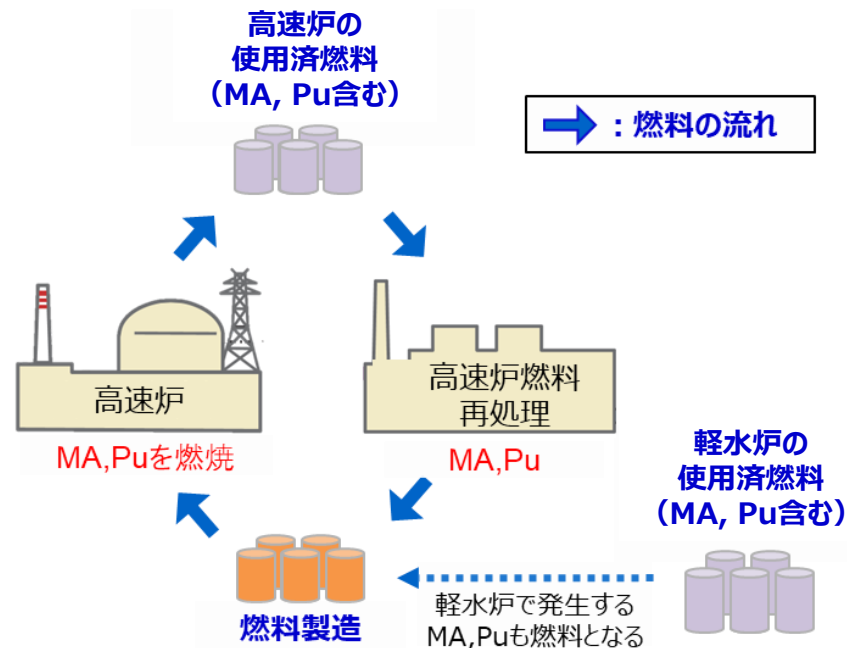 高速炉の
使用済燃料
（MA, Pu含む）
：燃料の流れ
高速炉
MA,Puを燃焼
高速炉燃料
再処理
MA,Pu
軽水炉の
使用済燃料
（MA, Pu含む）
燃料製造
軽水炉で発生する
MA,Puも燃料となる